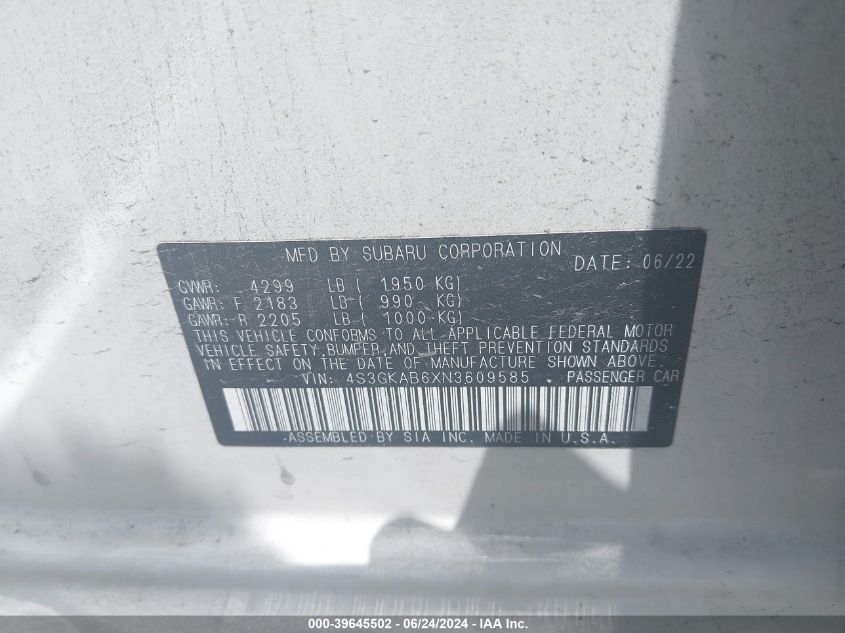 MFD BY SUBARU CORPORATION
DATE: 06/22
GVWR: 4299 LB ( 1950 KG)
GAWR: F 2183 LB ( 990 KG)
GAWR: R 2205 LB ( 1000 KG)
THIS VEHICLE CONFORMS TO ALL APPLICABLE FEDERAL MOTOR
VEHICLE SAFETY, BUMPER, AND THEFT PREVENTION STANDARDS
IN EFFECT ON THE DATE OF MANUFACTURE SHOWN ABOVE.
VIN: 4S3GKAB6XN3609585 PASSENGER CAR
ASSEMBLED BY SIA INC. MADE IN U.S.A.
000-39645502 - 06/24/2024 - IAA Inc.